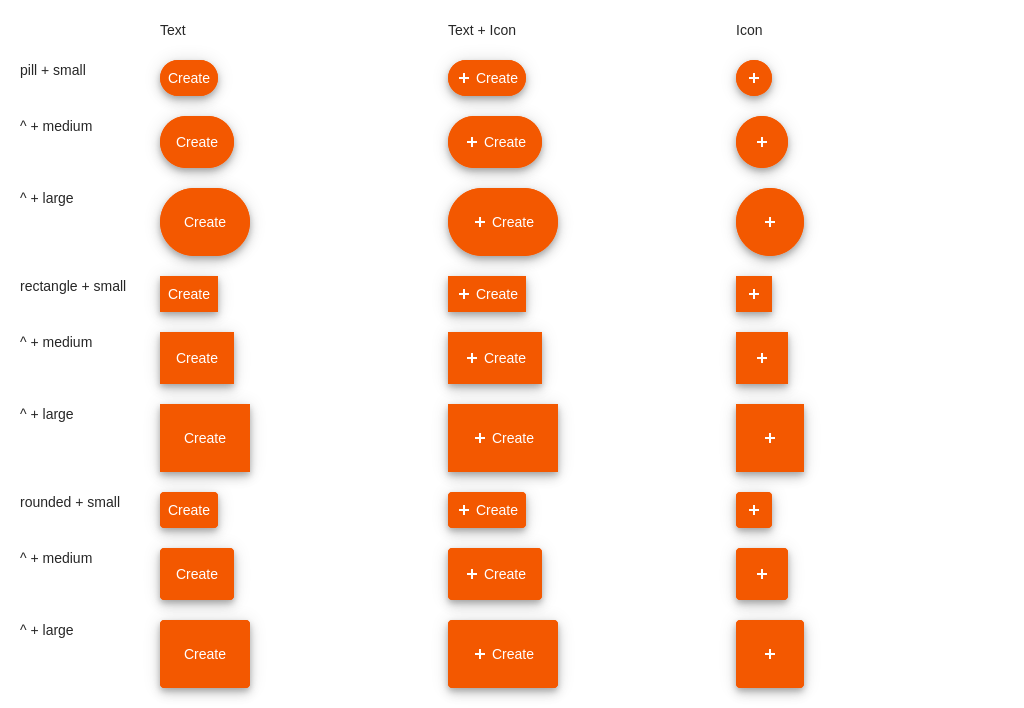 Text Text + Icon Icon
pill + small Create + Create +
^ + medium Create + Create +
^ + large Create + Create +
rectangle + small Create + Create +
^ + medium Create + Create +
^ + large Create + Create +
rounded + small Create + Create +
^ + medium Create + Create +
^ + large Create + Create +